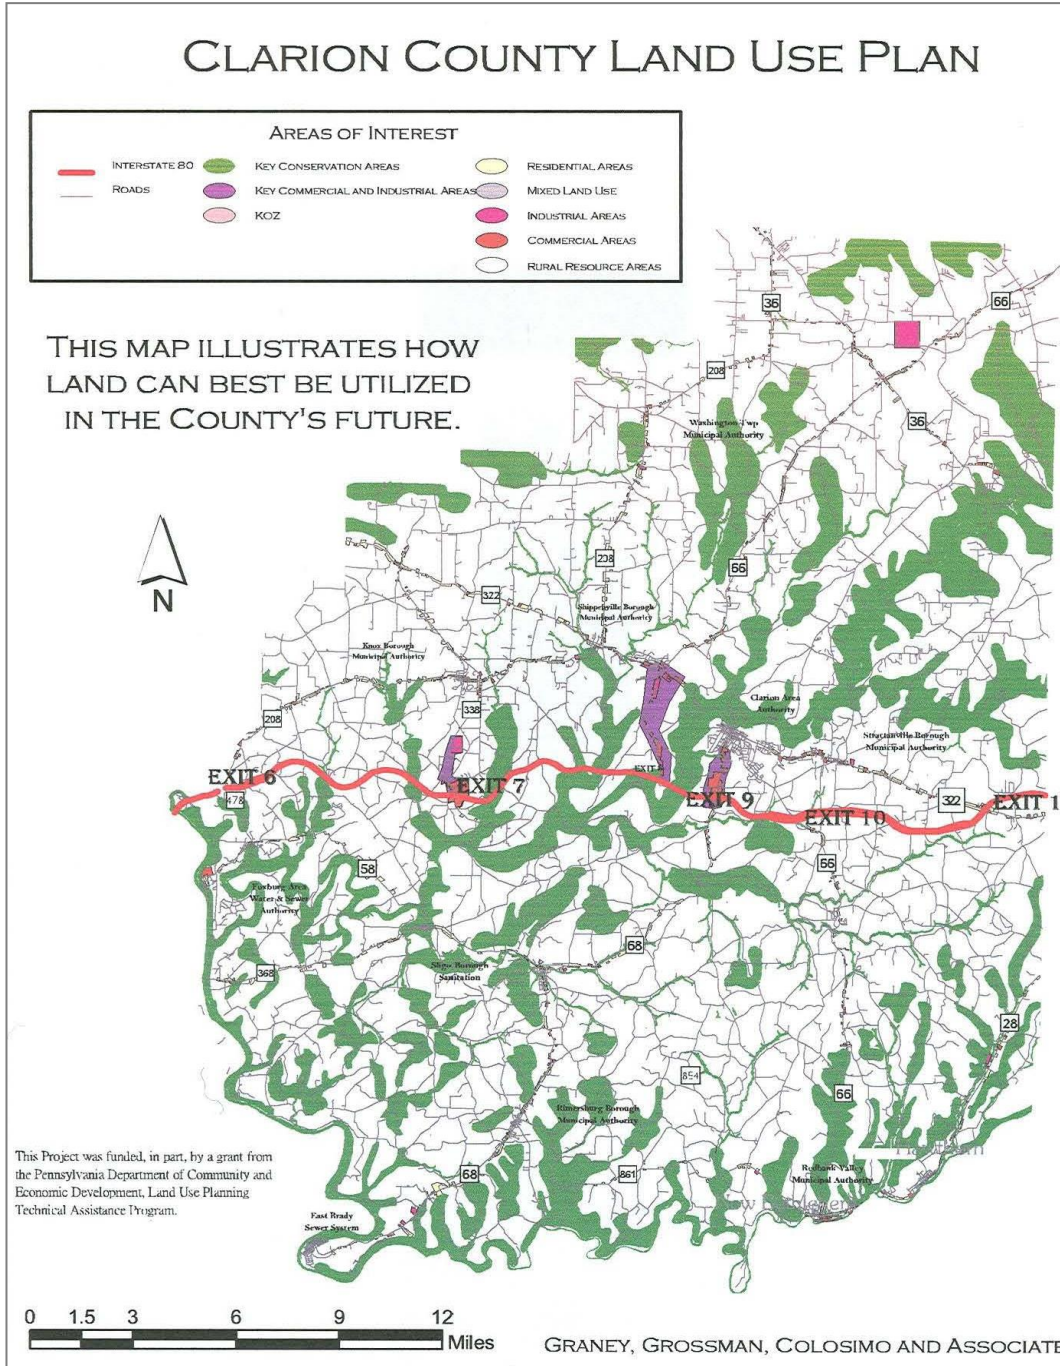 CLARION COUNTY LAND USE PLAN
AREAS OF INTEREST
INTERSTATE 80
ROADS
KEY CONSERVATION AREAS
KEY COMMERCIAL AND INDUSTRIAL AREAS
KOZ
RESIDENTIAL AREAS
MIXED LAND USE
INDUSTRIAL AREAS
COMMERCIAL AREAS
RURAL RESOURCE AREAS
THIS MAP ILLUSTRATES HOW
LAND CAN BEST BE UTILIZED
IN THE COUNTY'S FUTURE.
36
66
208
36
Washington Twp
Municipal Authority
N
208
66
322
Shippenville Borough
Municipal Authority
Knox Borough
Municipal Authority
338
208
Clarion Area
Authority
Strattanville Borough
Municipal Authority
EXIT 6
478
EXIT 7
EXIT
EXIT 9
EXIT 10
322
EXIT 1
58
66
Foxburg Area
Water & Sewer
Authority
68
368
Sligo Borough
Sanitation
28
854
66
Rimersburg Borough
Municipal Authority
68
861
Redbank Valley
Municipal Authority
East Brady
Sewer System
This Project was funded, in part, by a grant from
the Pennsylvania Department of Community and
Economic Development, Land Use Planning
Technical Assistance Program.
0 1.5 3 6 9 12
Miles
GRANEY, GROSSMAN, COLOSIMO AND ASSOCIATE